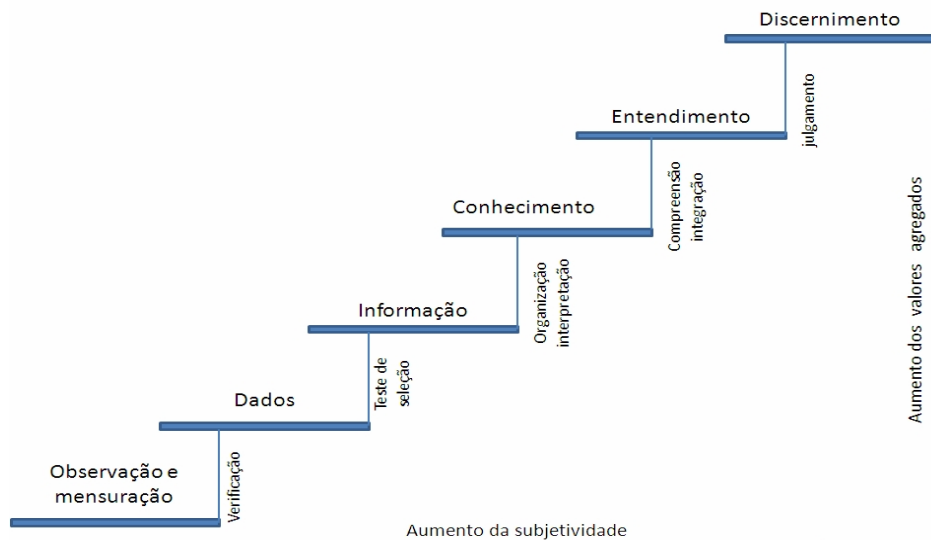 Discernimento
julgamento
Entendimento
Compreensão
integração
Aumento dos valores agregados
Conhecimento
Organização
interpretação
Informação
Teste de
seleção
Dados
Verificação
Observação e
mensuração
Aumento da subjetividade